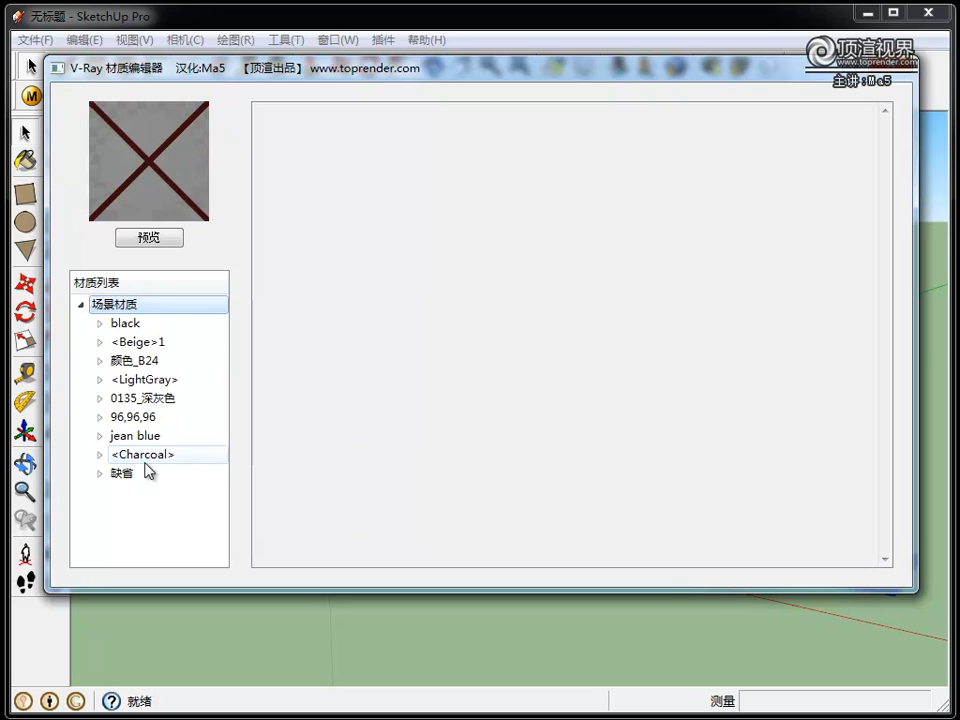 无标题 - SketchUp Pro
文件(F) 编辑(E) 视图(V) 相机(C) 绘图(R) 工具(T) 窗口(W) 插件 帮助(H)
V-Ray 材质编辑器 汉化:Ma5 【顶渲出品】 www.toprender.com
顶渲视界
www.toprender.com
主讲:Ma5
M
预览
材质列表
场景材质
black
<Beige>1
颜色_B24
<LightGray>
0135_深灰色
96,96,96
jean blue
<Charcoal>
缺省
就绪
测量